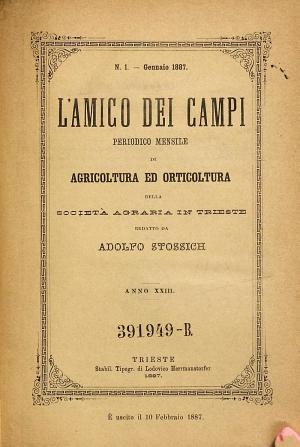 N. 1. — Gennaio 1887.
L'AMICO DEI CAMPI
PERIODICO MENSILE
DI
AGRICOLTURA ED ORTICOLTURA
DELLA
SOCIETÀ AGRARIA IN TRIESTE
REDATTO DA
ADOLFO STOSSICH
ANNO XXIII.
391949-B.
TRIESTE
Stabil. Tipogr. di Lodovico Herrmanstorfer
1887.
È uscito il 10 Febbraio 1887.